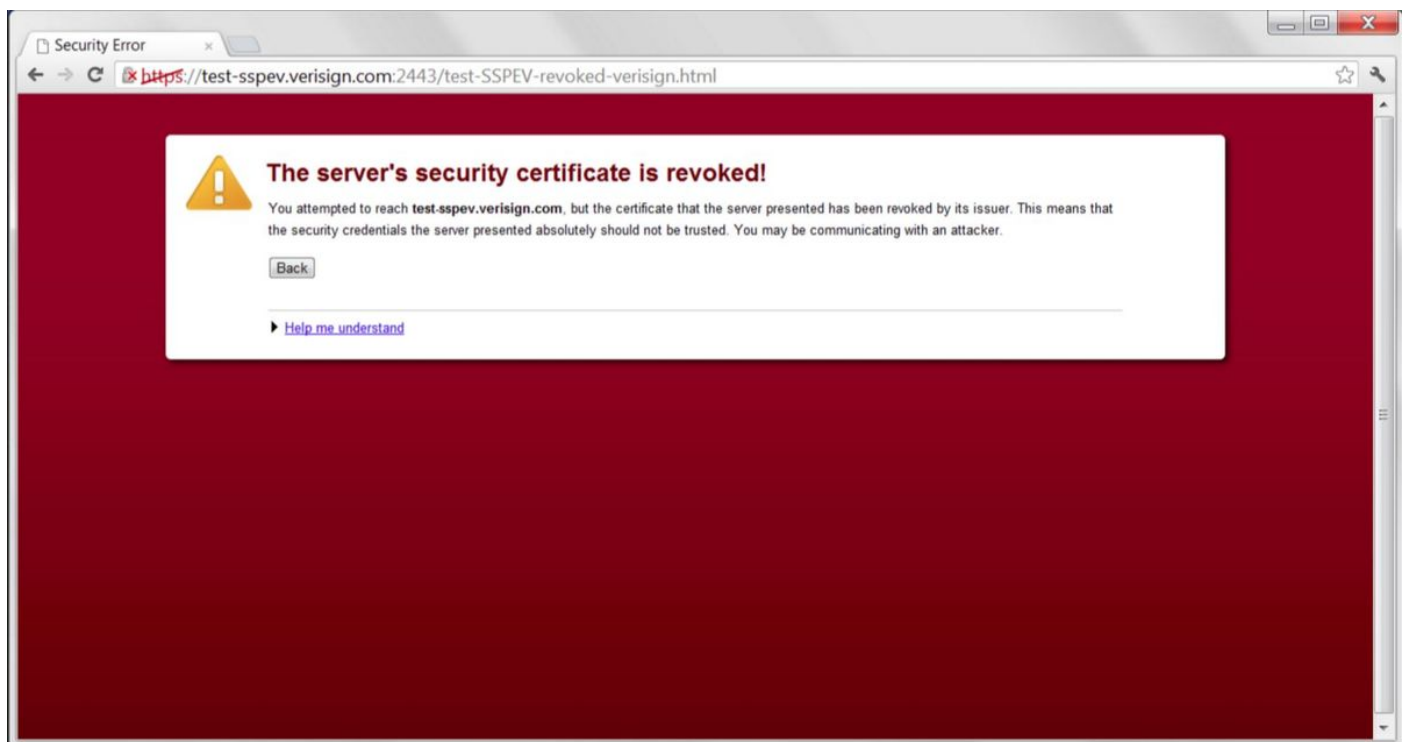 Security Error
https://test-sspev.verisign.com:2443/test-SSPEV-revoked-verisign.html
The server's security certificate is revoked!
You attempted to reach test-sspev.verisign.com, but the certificate that the server presented has been revoked by its issuer. This means that
the security credentials the server presented absolutely should not be trusted. You may be communicating with an attacker.
Back
Help me understand